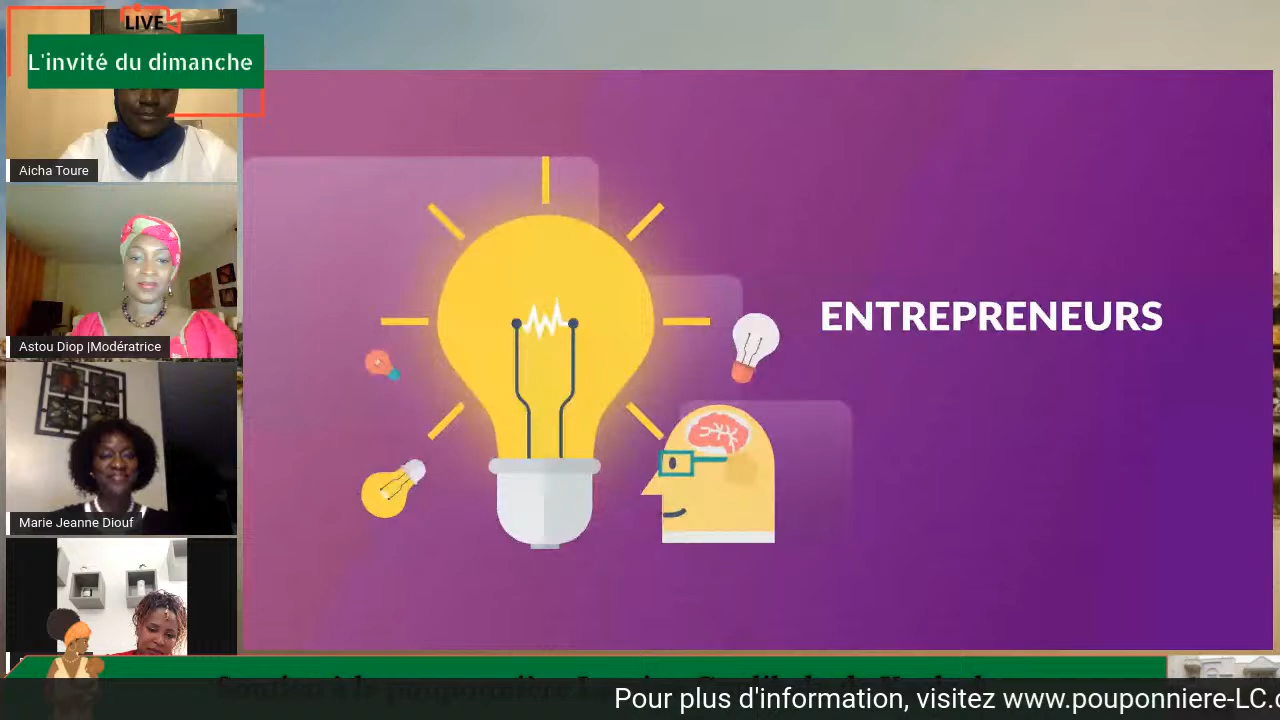 LIVE
L'invité du dimanche
Aicha Toure
Astou Diop |Modératrice
Marie Jeanne Diouf
ENTREPRENEURS
Pour plus d'information, visitez www.pouponniere-LC.